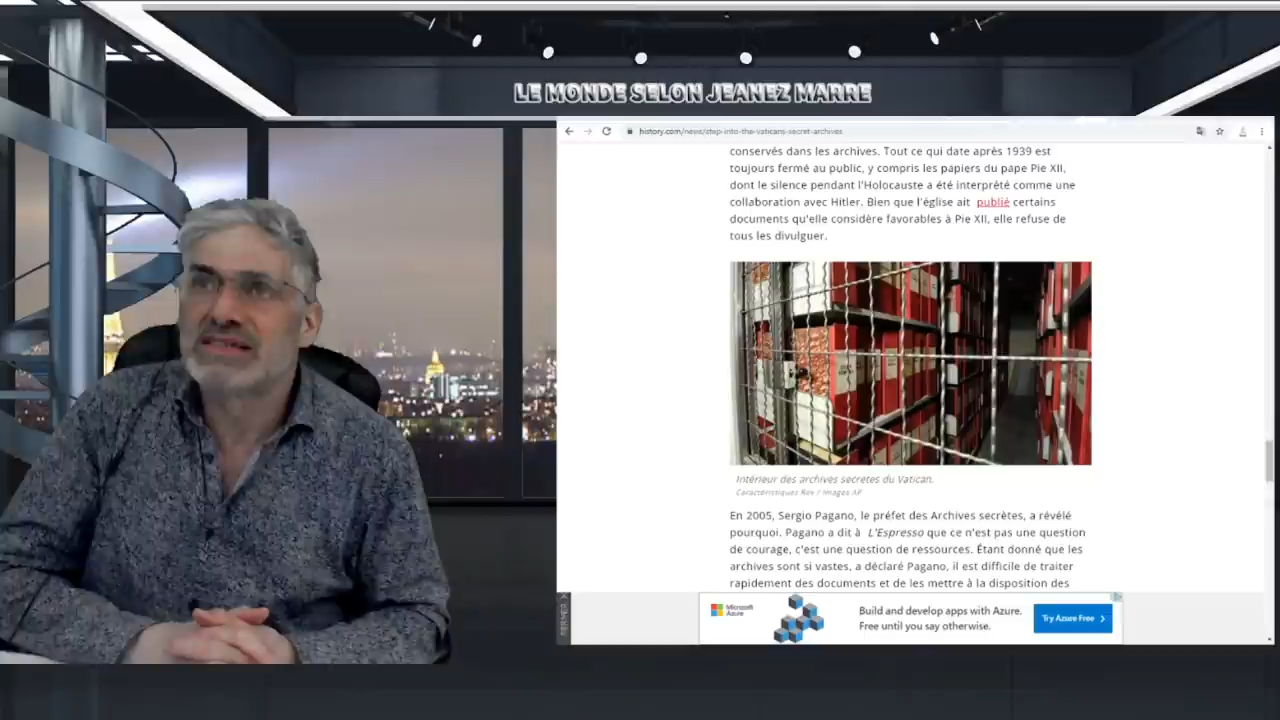 LE MONDE SELON JEANEZ MARRE
history.com/news/step-into-the-vaticans-secret-archives
conservés dans les archives. Tout ce qui date après 1939 est
toujours fermé au public, y compris les papiers du pape Pie XII,
dont le silence pendant l'Holocauste a été interprété comme une
collaboration avec Hitler. Bien que l'église ait publié certains
documents qu'elle considère favorables à Pie XII, elle refuse de
tous les divulguer.
Intérieur des archives secrètes du Vatican.
Caractéristiques Rex / Images AP
En 2005, Sergio Pagano, le préfet des Archives secrètes, a révélé
pourquoi. Pagano a dit à L'Espresso que ce n'est pas une question
de courage, c'est une question de ressources. Étant donné que les
archives sont si vastes, a déclaré Pagano, il est difficile de traiter
rapidement des documents et de les mettre à la disposition des
Microsoft
Azure
Build and develop apps with Azure.
Free until you say otherwise.
Try Azure Free